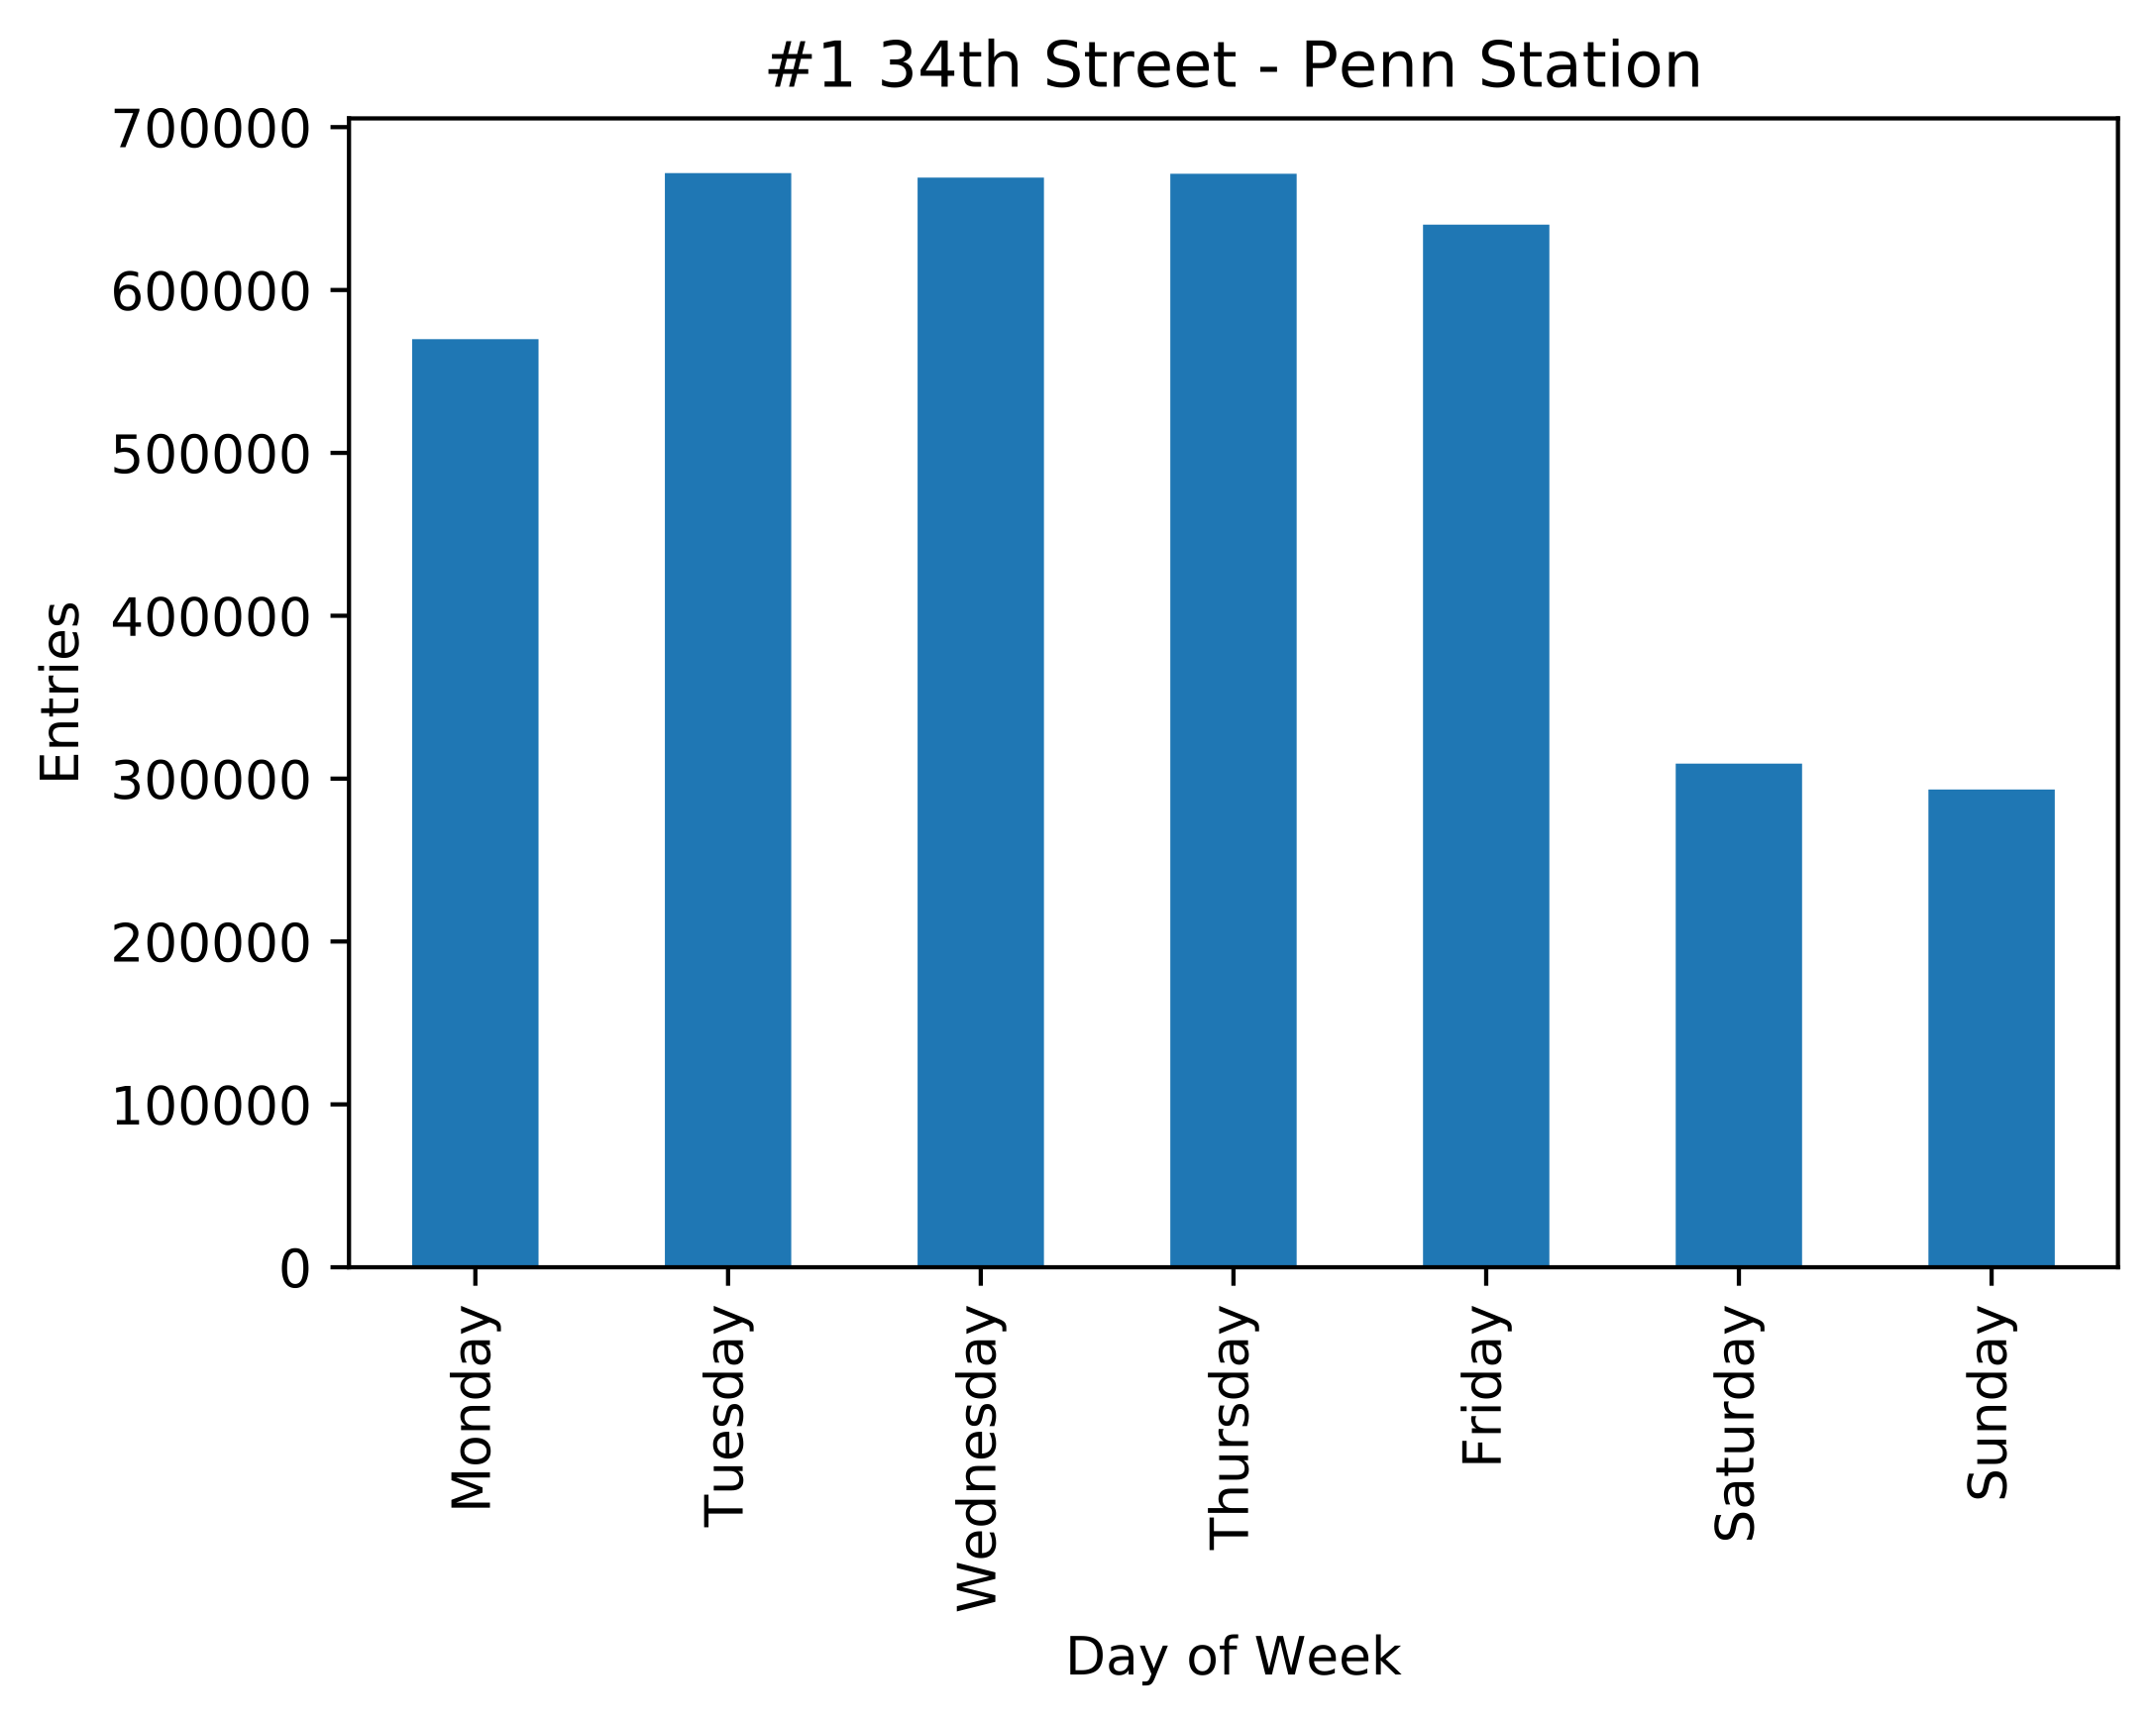 #1 34th Street - Penn Station
700000
600000
500000
400000
300000
200000
100000
0
Entries
Monday
Tuesday
Wednesday
Thursday
Friday
Saturday
Sunday
Day of Week